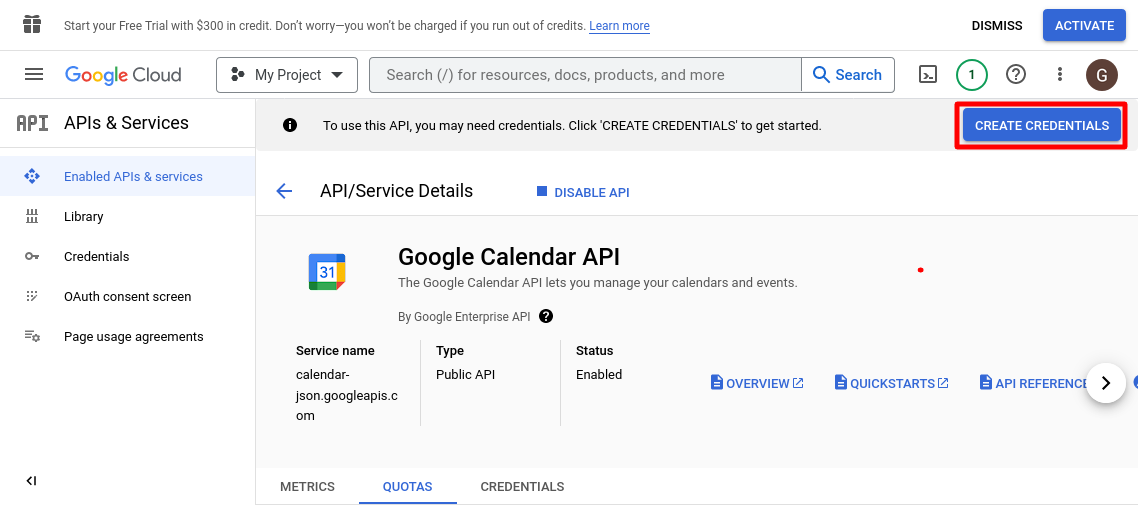 Start your Free Trial with $300 in credit. Don’t worry—you won’t be charged if you run out of credits. Learn more
DISMISS
ACTIVATE
Google Cloud
My Project
Search (/) for resources, docs, products, and more
Search
1
G
API
APIs & Services
To use this API, you may need credentials. Click 'CREATE CREDENTIALS' to get started.
CREATE CREDENTIALS
Enabled APIs & services
Library
Credentials
OAuth consent screen
Page usage agreements
API/Service Details
DISABLE API
31
Google Calendar API
The Google Calendar API lets you manage your calendars and events.
By Google Enterprise API
Service name
calendar-
json.googleapis.c
om
Type
Public API
Status
Enabled
OVERVIEW
QUICKSTARTS
API REFERENCE
METRICS
QUOTAS
CREDENTIALS